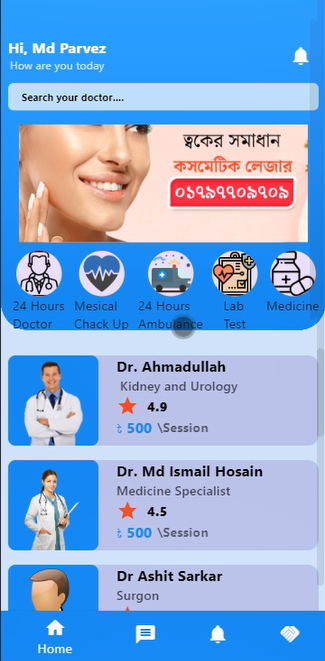 Hi, Md Parvez
How are you today
Search your doctor....
ত্বকের সমাধান
কসমেটিক লেজার
০১৭৯৭৭০৯৭০৯
24 Hours Doctor
Mesical Chack Up
24 Hours Ambulance
Lab Test
Medicine
Dr. Ahmadullah
Kidney and Urology
4.9
৳ 500 \Session
Dr. Md Ismail Hosain
Medicine Specialist
4.5
৳ 500 \Session
Dr Ashit Sarkar
Surgon
Home